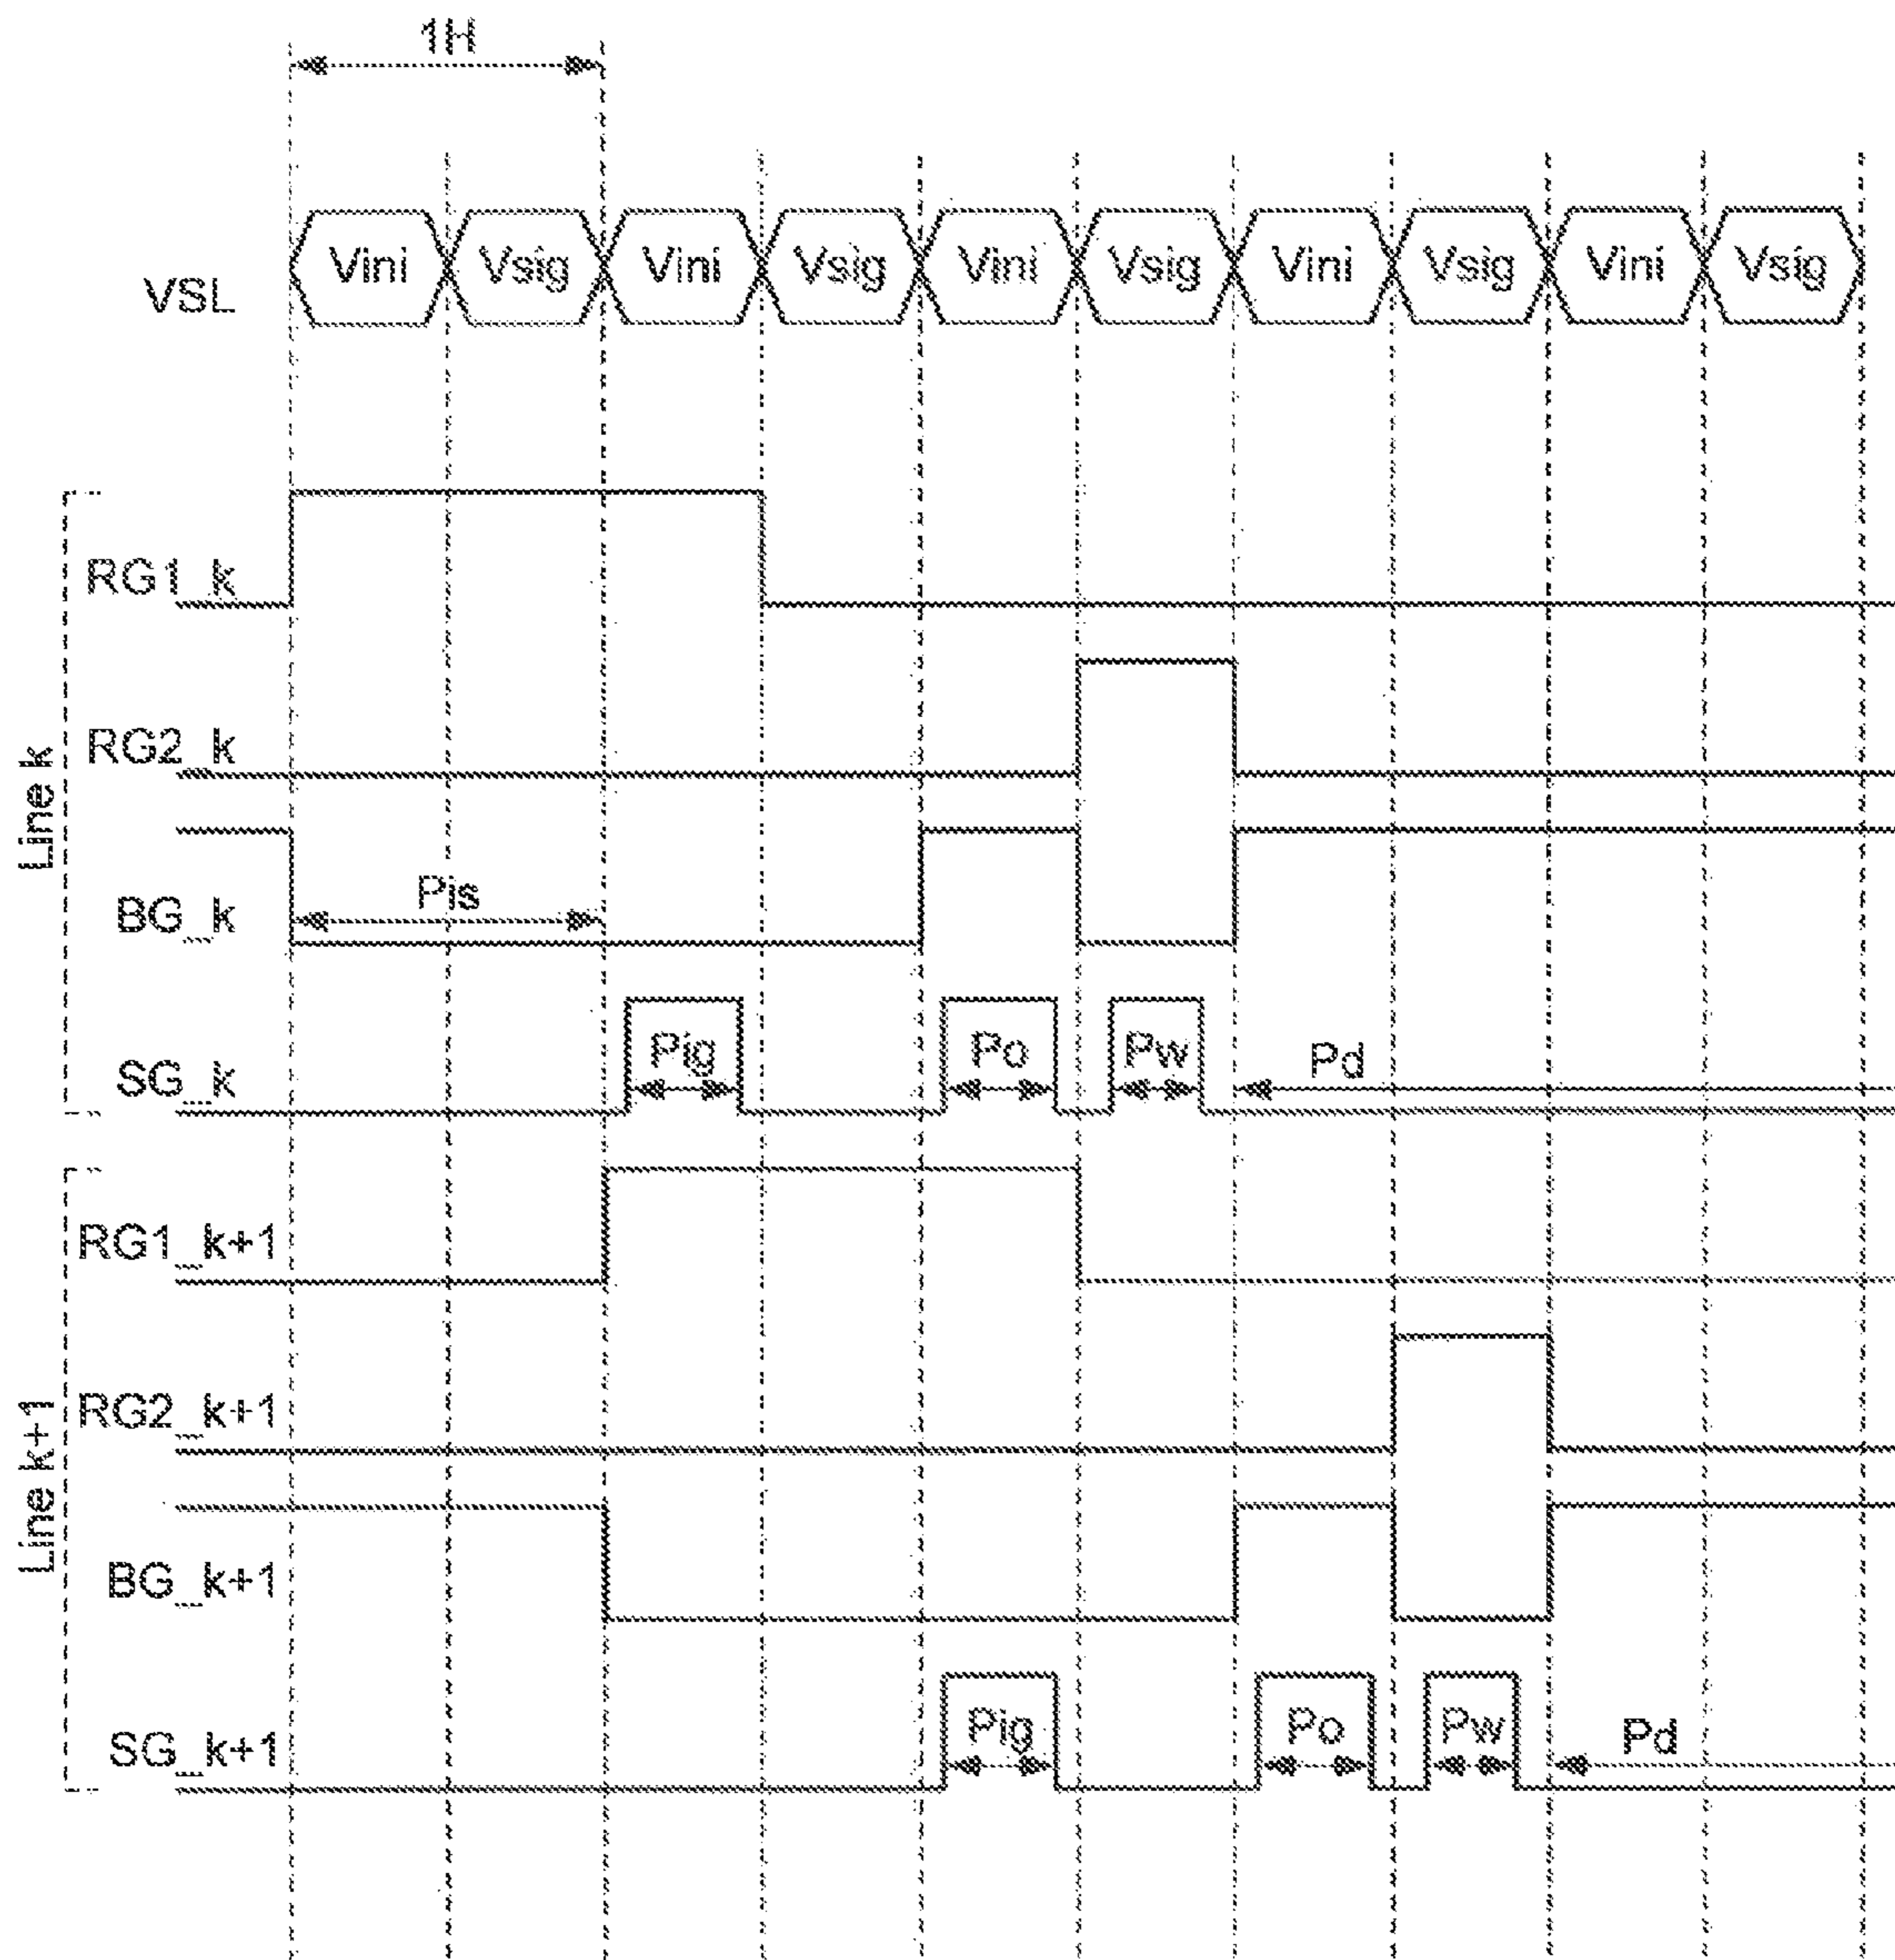 1H
VSL Vini Vsig Vini Vsig Vini Vsig Vini Vsig Vini Vsig
Line k
RG1_k
RG2_k
BG_k Pis
SG_k Pig Po Pw Pd
Line k+1
RG1_k+1
RG2_k+1
BG_k+1
SG_k+1 Pig Po Pw Pd